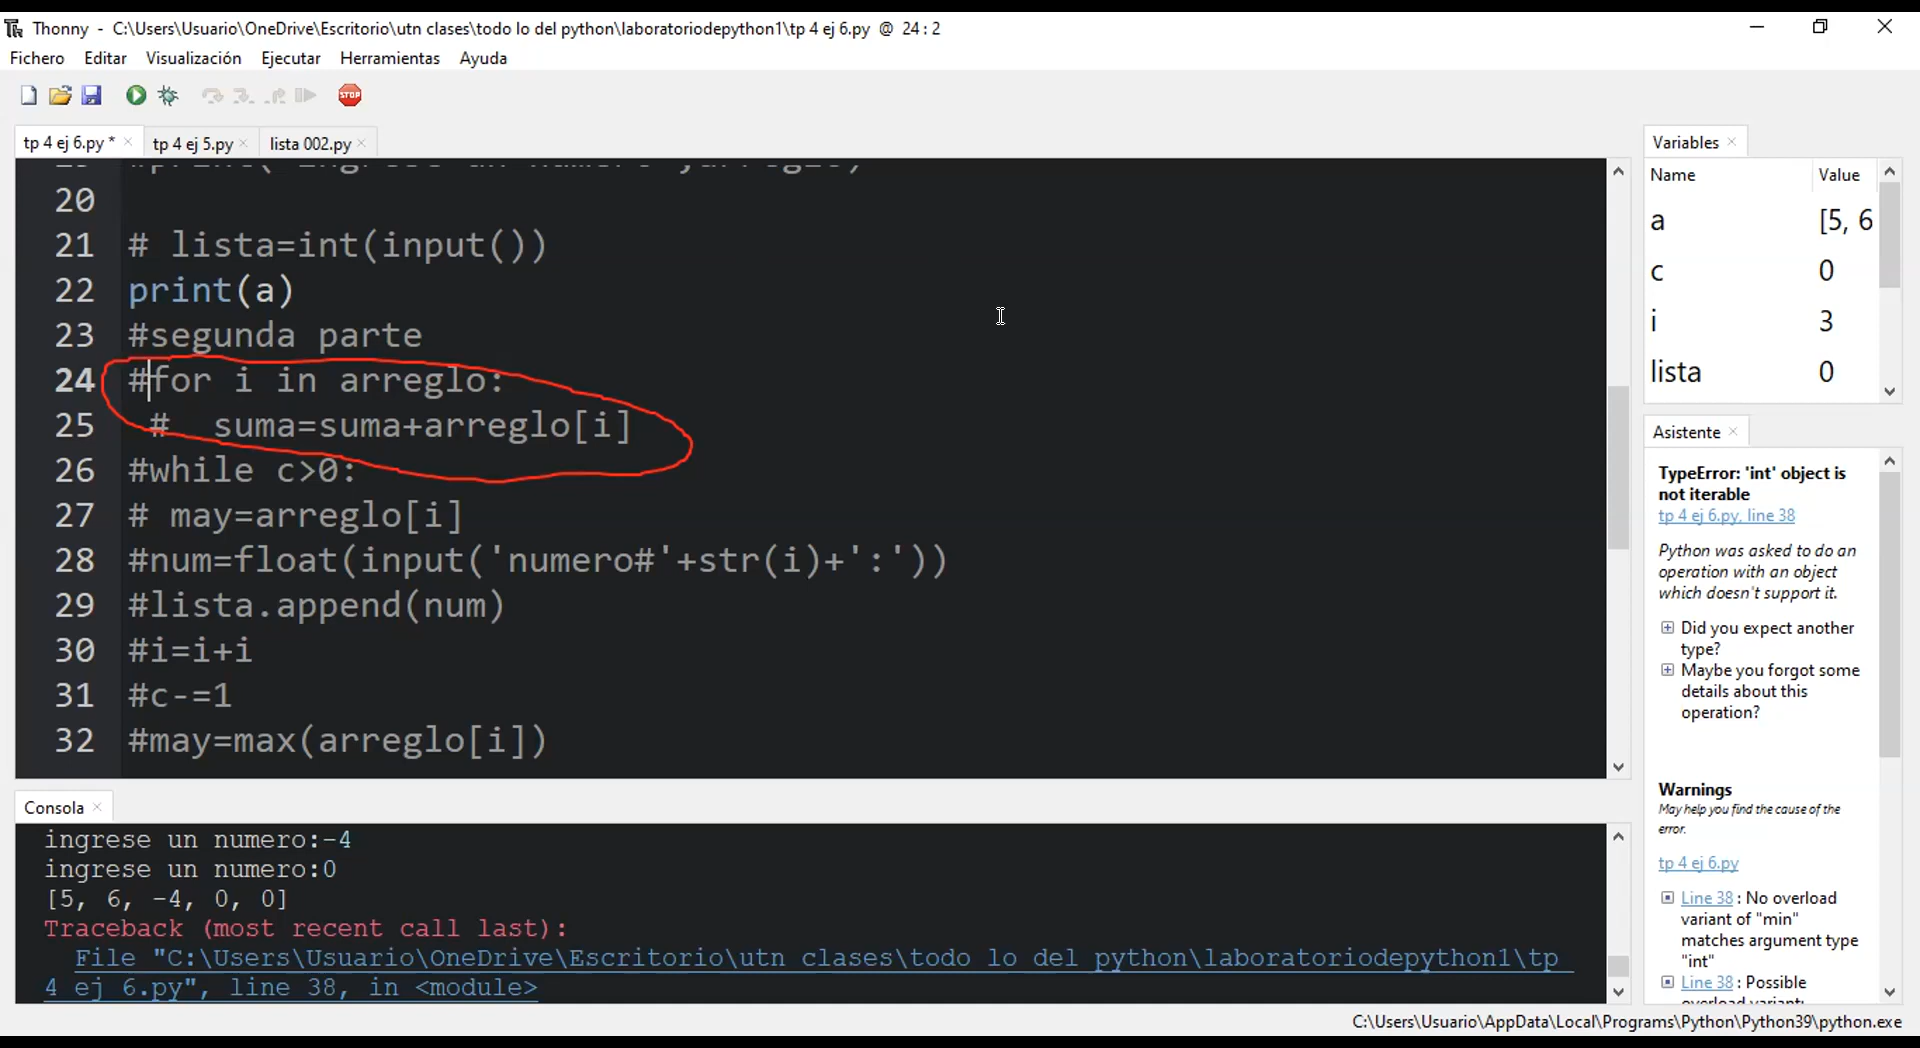 Thonny - C:\Users\Usuario\OneDrive\Escritorio\utn clases\todo lo del python\laboratoriodepython1\tp 4 ej 6.py @ 24:2
Fichero Editar Visualización Ejecutar Herramientas Ayuda
STOP
tp 4 ej 6.py * × tp 4 ej 5.py × lista 002.py ×
20
21 # lista=int(input())
22 print(a)
23 #segunda parte
24 #for i in arreglo:
25 # suma=suma+arreglo[i]
26 #while c>0:
27 # may=arreglo[i]
28 #num=float(input('numero#'+str(i)+':'))
29 #lista.append(num)
30 #i=i+i
31 #c-=1
32 #may=max(arreglo[i])
Consola ×
ingrese un numero:-4
ingrese un numero:0
[5, 6, -4, 0, 0]
Traceback (most recent call last):
File "C:\Users\Usuario\OneDrive\Escritorio\utn clases\todo lo del python\laboratoriodepython1\tp
4 ej 6.py", line 38, in <module>
Variables ×
Name Value
a [5, 6
c 0
i 3
lista 0
Asistente ×
TypeError: 'int' object is
not iterable
tp 4 ej 6.py, line 38
Python was asked to do an
operation with an object
which doesn't support it.
Did you expect another
type?
Maybe you forgot some
details about this
operation?
Warnings
May help you find the cause of the
error.
tp 4 ej 6.py
Line 38 : No overload
variant of "min"
matches argument type
"int"
Line 38 : Possible
overload variant:
C:\Users\Usuario\AppData\Local\Programs\Python\Python39\python.exe